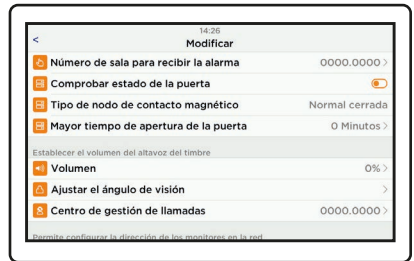 14:26
<
Modificar
Número de sala para recibir la alarma 0000.0000 >
Comprobar estado de la puerta
Tipo de nodo de contacto magnético Normal cerrada
Mayor tiempo de apertura de la puerta 0 Minutos >
Establecer el volumen del altavoz del timbre
Volumen 0% >
Ajustar el ángulo de visión >
Centro de gestión de llamadas 0000.0000 >
Permite configurar la dirección de los monitores en la red